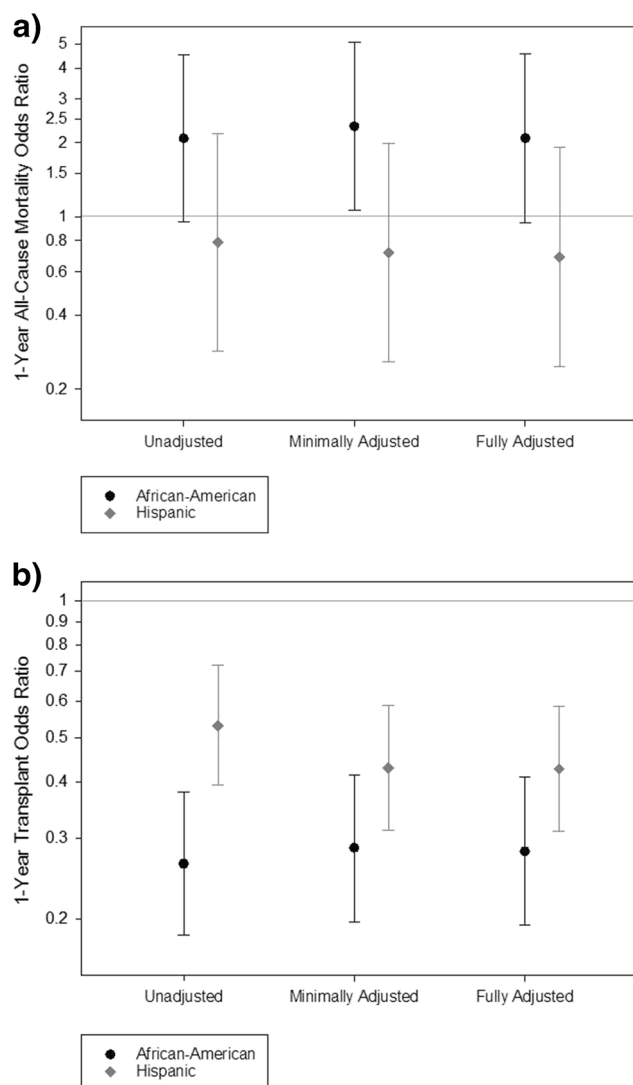 a)
1-Year All-Cause Mortality Odds Ratio
5
4
3
2.5
2
1.5
1
0.8
0.6
0.4
0.2
Unadjusted Minimally Adjusted Fully Adjusted
African-American
Hispanic
b)
1-Year Transplant Odds Ratio
1
0.9
0.8
0.7
0.6
0.5
0.4
0.3
0.2
Unadjusted Minimally Adjusted Fully Adjusted
African-American
Hispanic